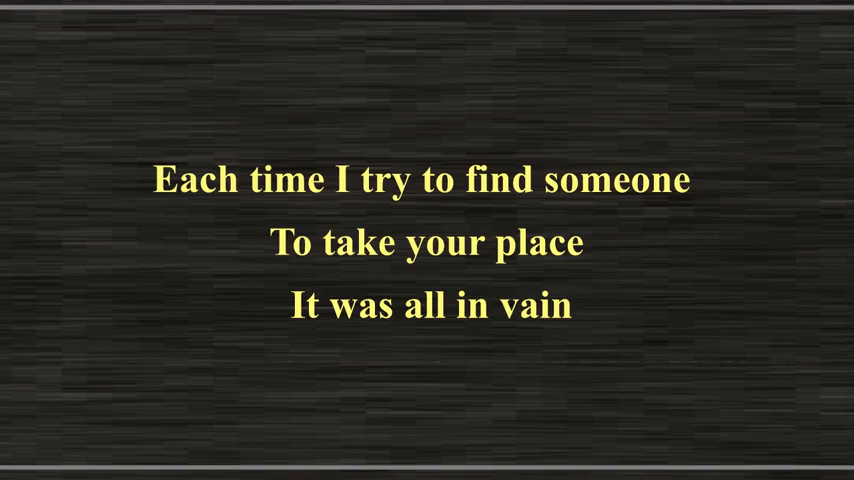 Each time I try to find someone
To take your place
It was all in vain